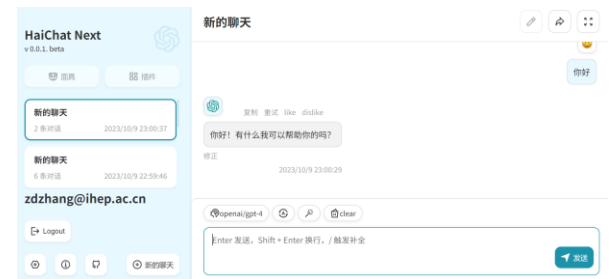 HaiChat Next
v 0.0.1. beta
面具
插件
新的聊天
2 条对话 2023/10/9 23:00:37
新的聊天
6 条对话 2023/10/9 22:59:46
zdzhang@ihep.ac.cn
Logout
新的聊天
新的聊天
你好
复制 重试 like dislike
你好！有什么我可以帮助你的吗?
修正
2023/10/9 23:00:29
openai/gpt-4
clear
Enter 发送，Shift + Enter 换行，/ 触发补全
发送